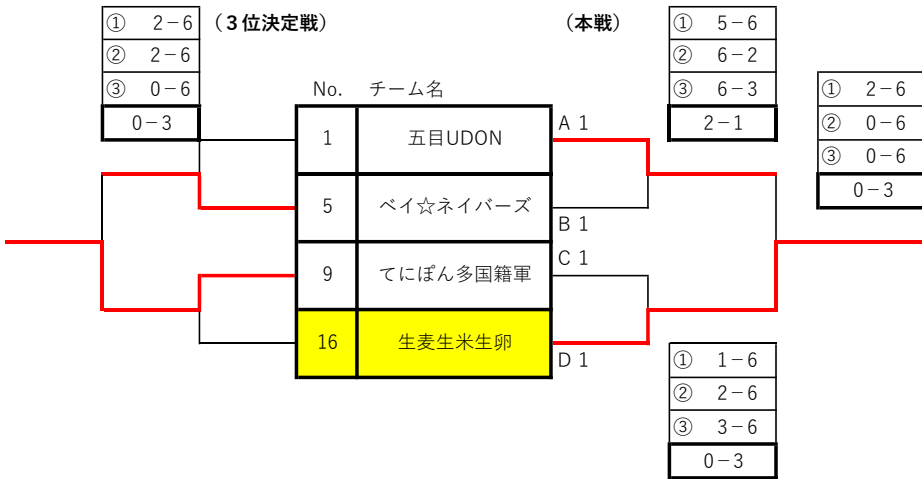 ① 2-6
② 2-6
③ 0-6
0-3
（３位決定戦）
（本戦）
① 5-6
② 6-2
③ 6-3
2-1
① 2-6
② 0-6
③ 0-6
0-3
No. チーム名
1 五目UDON A 1
5 ベイ☆ネイバーズ B 1
9 てにぽん多国籍軍 C 1
16 生麦生米生卵 D 1
① 1-6
② 2-6
③ 3-6
0-3